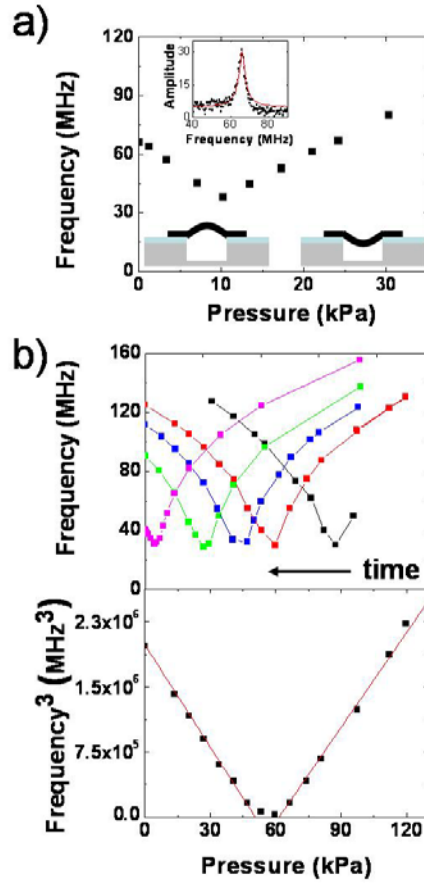 a)
120
90
60
30
0
Frequency (MHz)
Amplitude
30
15
0
40 60 80
Frequency (MHz)
0 10 20 30
Pressure (kPa)
b)
160
120
80
40
0
Frequency (MHz)
time
2.3x10⁶
1.5x10⁶
7.5x10⁵
0.0
Frequency³ (MHz³)
0 30 60 90 120
Pressure (kPa)